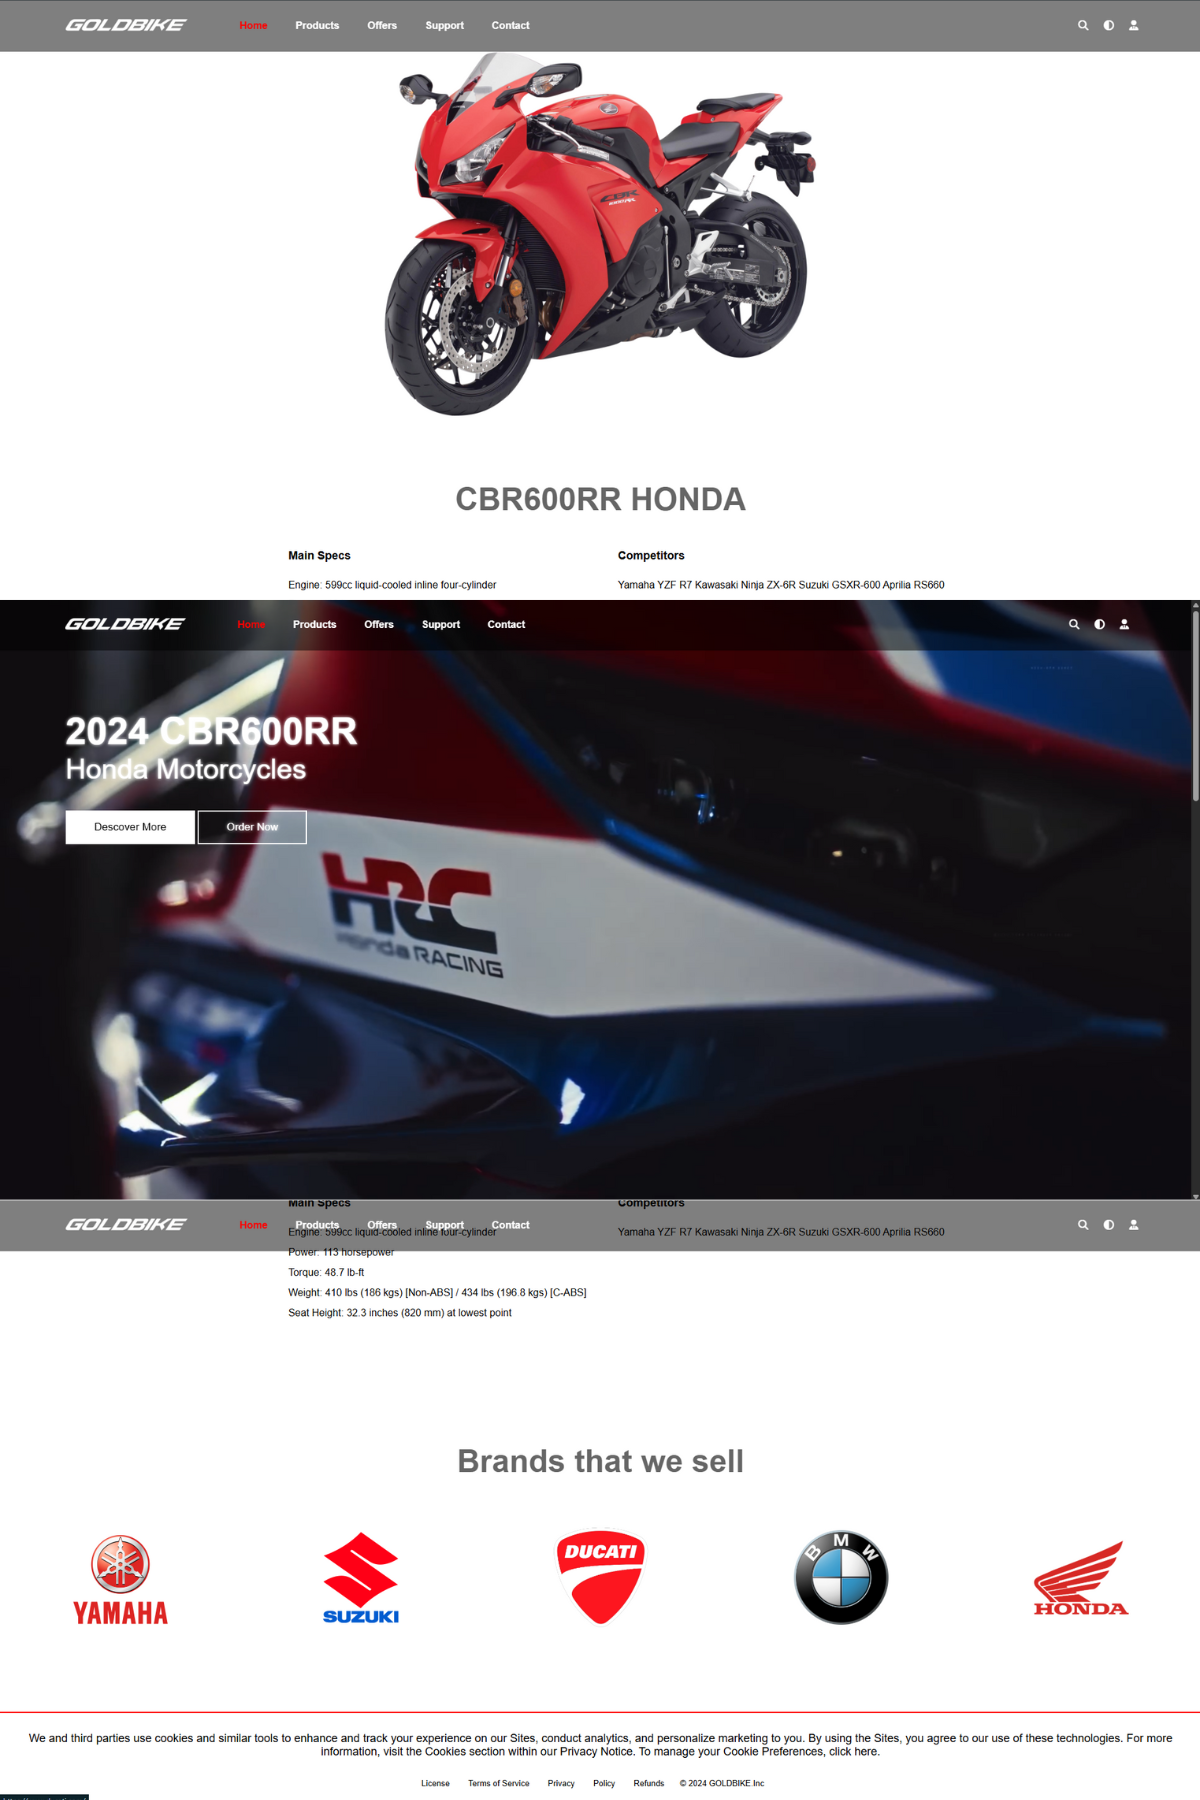 GOLDBIKE Home Products Offers Support Contact
CBR
CBR600RR HONDA
Main Specs
Engine: 599cc liquid-cooled inline four-cylinder
Competitors
Yamaha YZF R7 Kawasaki Ninja ZX-6R Suzuki GSXR-600 Aprilia RS660
GOLDBIKE Home Products Offers Support Contact
2024 CBR600RR
Honda Motorcycles
Descover More Order Now
HRC
Honda RACING
Main Specs
Competitors
GOLDBIKE Home Products Offers Support Contact
Engine: 599cc liquid-cooled inline four-cylinder
Yamaha YZF R7 Kawasaki Ninja ZX-6R Suzuki GSXR-600 Aprilia RS660
Power: 113 horsepower
Torque: 48.7 lb-ft
Weight: 410 lbs (186 kgs) [Non-ABS] / 434 lbs (196.8 kgs) [C-ABS]
Seat Height: 32.3 inches (820 mm) at lowest point
Brands that we sell
YAMAHA
SUZUKI
DUCATI
BMW
HONDA
We and third parties use cookies and similar tools to enhance and track your experience on our Sites, conduct analytics, and personalize marketing to you. By using the Sites, you agree to our use of these technologies. For more
information, visit the Cookies section within our Privacy Notice. To manage your Cookie Preferences, click here.
License Terms of Service Privacy Policy Refunds © 2024 GOLDBIKE.Inc